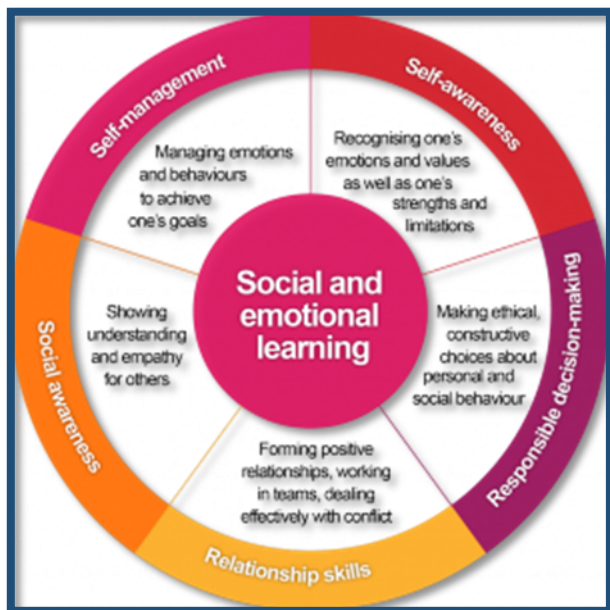 Social and
emotional
learning
Self-awareness
Recognising one's
emotions and values
as well as one's
strengths and
limitations
Responsible decision-making
Making ethical,
constructive
choices about
personal and
social behaviour
Relationship skills
Forming positive
relationships, working
in teams, dealing
effectively with conflict
Social awareness
Showing
understanding
and empathy
for others
Self-management
Managing emotions
and behaviours
to achieve
one's goals